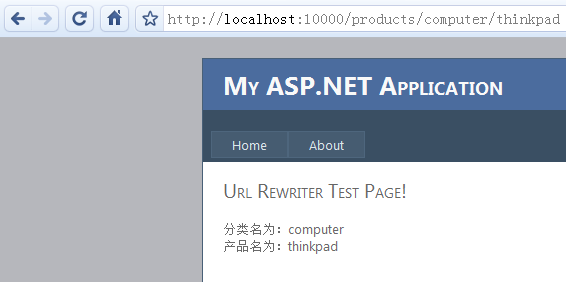 http://localhost:10000/products/computer/thinkpad
My ASP.NET Application
Home
About
Url Rewriter Test Page!
分类名为：computer
产品名为：thinkpad